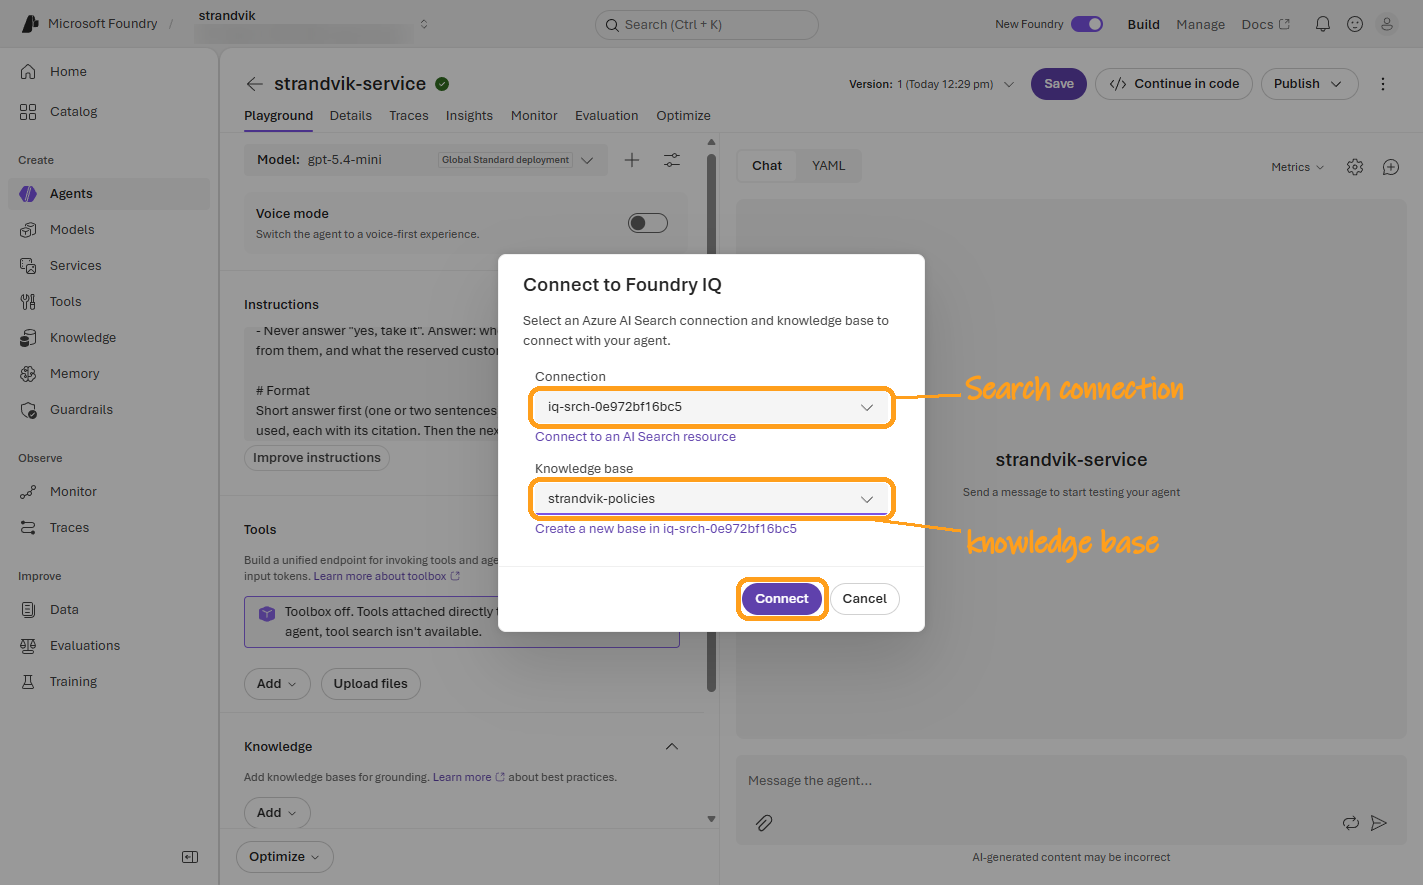 Microsoft Foundry /
strandvik
Search (Ctrl + K)
New Foundry
Build
Manage
Docs
Home
Catalog
Create
Agents
Models
Services
Tools
Knowledge
Memory
Guardrails
Observe
Monitor
Traces
Improve
Data
Evaluations
Training
strandvik-service
Version: 1 (Today 12:29 pm)
Save
Continue in code
Publish
Playground
Details
Traces
Insights
Monitor
Evaluation
Optimize
Model: gpt-5.4-mini
Global Standard deployment
Voice mode
Switch the agent to a voice-first experience.
Instructions
- Never answer "yes, take it". Answer:
from them, and what the reserved
# Format
Short answer first (one or two sentences
used, each with its citation. Then the
Improve instructions
Tools
Build a unified endpoint for invoking tools and
input tokens. Learn more about toolbox
Toolbox off. Tools attached directly
agent, tool search isn't available.
Add
Upload files
Knowledge
Add knowledge bases for grounding. Learn more about best practices.
Add
Optimize
Connect to Foundry IQ
Select an Azure AI Search connection and knowledge base to
connect with your agent.
Connection
iq-srch-0e972bf16bc5
Connect to an AI Search resource
Knowledge base
strandvik-policies
Create a new base in iq-srch-0e972bf16bc5
Connect
Cancel
Search connection
knowledge base
Chat
YAML
Metrics
strandvik-service
Send a message to start testing your agent
Message the agent...
AI-generated content may be incorrect